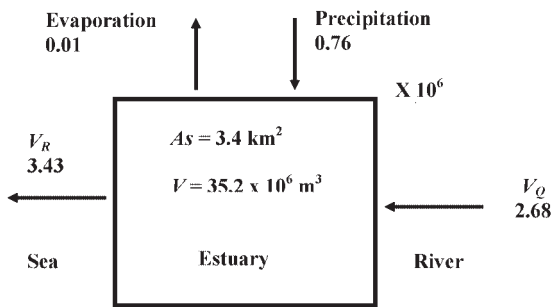 Evaporation
0.01
Precipitation
0.76
X 10⁶
As = 3.4 km²
V_R
3.43
V = 35.2 x 10⁶ m³
V_Q
2.68
Sea
Estuary
River